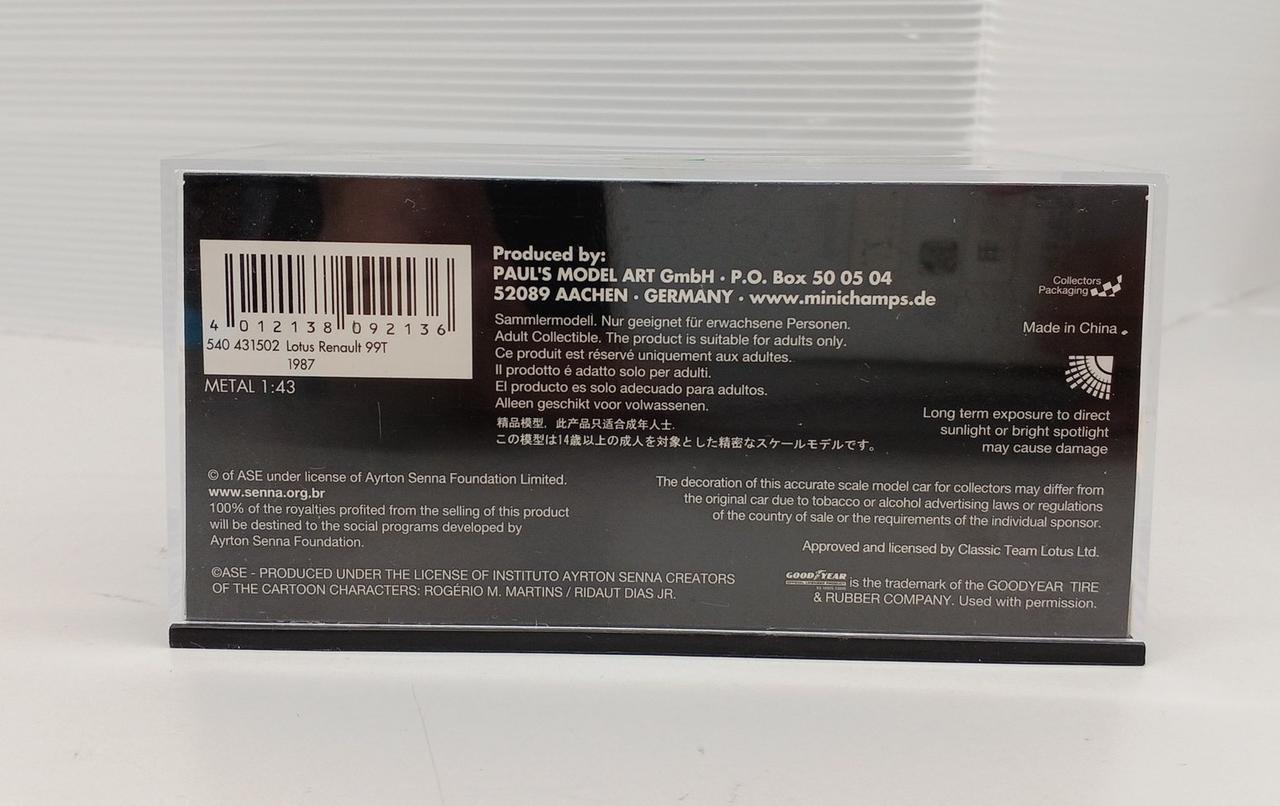 4 012138 092136
540 431502 Lotus Renault 99T
1987
METAL 1:43
Produced by:
PAUL'S MODEL ART GmbH · P.O. Box 50 05 04
52089 AACHEN · GERMANY · www.minichamps.de
Sammlermodell. Nur geeignet für erwachsene Personen.
Adult Collectible. The product is suitable for adults only.
Ce produit est réservé uniquement aux adultes.
Il prodotto é adatto solo per adulti.
El producto es solo adecuado para adultos.
Alleen geschikt voor volwassenen.
精品模型，此产品只适合成年人士.
この模型は14歳以上の成人を対象とした精密なスケールモデルです。
Collectors
Packaging
Made in China
Long term exposure to direct
sunlight or bright spotlight
may cause damage
© of ASE under license of Ayrton Senna Foundation Limited.
www.senna.org.br
100% of the royalties profited from the selling of this product
will be destined to the social programs developed by
Ayrton Senna Foundation.
©ASE - PRODUCED UNDER THE LICENSE OF INSTITUTO AYRTON SENNA CREATORS
OF THE CARTOON CHARACTERS: ROGÉRIO M. MARTINS / RIDAUT DIAS JR.
The decoration of this accurate scale model car for collectors may differ from
the original car due to tobacco or alcohol advertising laws or regulations
of the country of sale or the requirements of the individual sponsor.
Approved and licensed by Classic Team Lotus Ltd.
GOODYEAR is the trademark of the GOODYEAR TIRE
& RUBBER COMPANY. Used with permission.